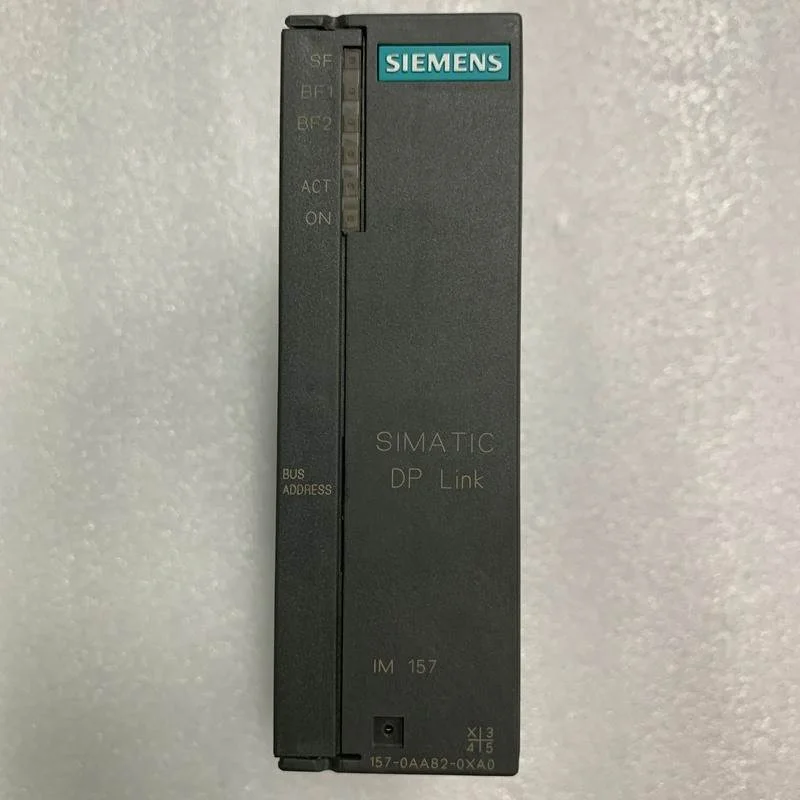 SIEMENS
SF
BF1
BF2
ACT
ON
SIMATIC
DP Link
BUS
ADDRESS
IM 157
X 3
4 5
157-0AA82-0XA0